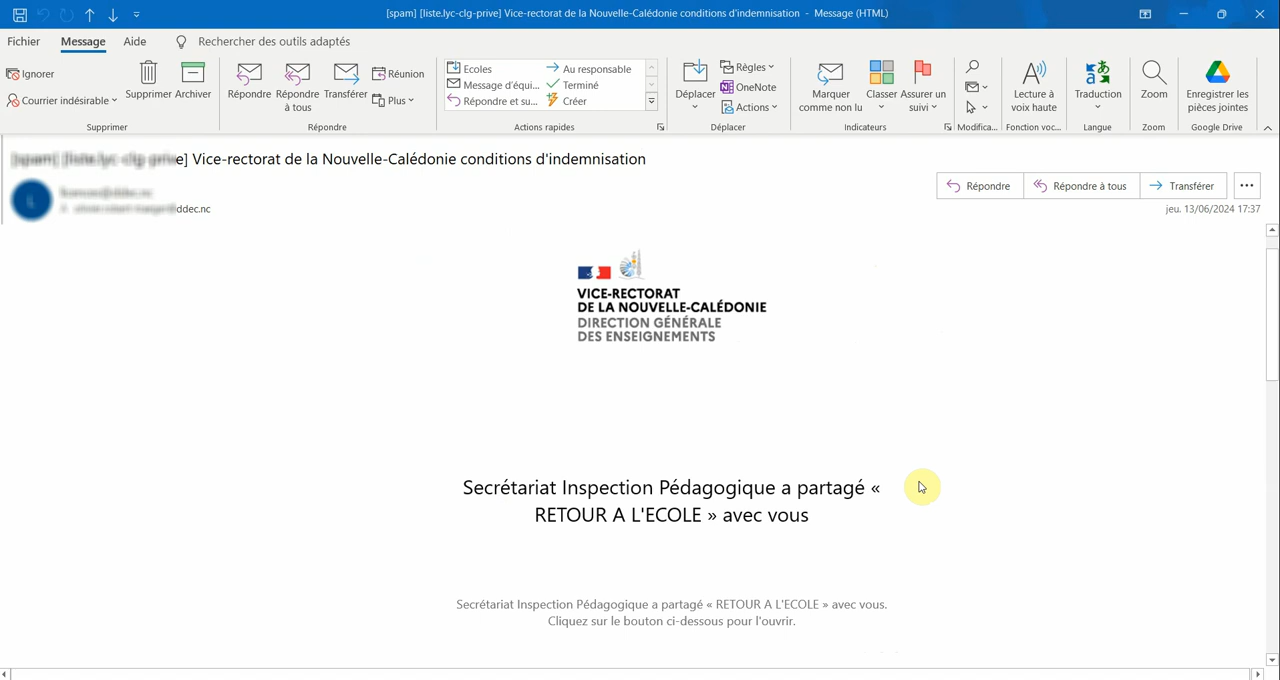 [spam] [liste.lyc-clg-prive] Vice-rectorat de la Nouvelle-Calédonie conditions d'indemnisation - Message (HTML)
Fichier Message Aide Rechercher des outils adaptés
Ignorer
Courrier indésirable
Supprimer Archiver
Supprimer
Répondre Répondre à tous Transférer
Réunion
Plus
Répondre
Ecoles Au responsable
Message d'équi... Terminé
Répondre et su... Créer
Actions rapides
Déplacer
Règles
OneNote
Actions
Déplacer
Marquer comme non lu Classer Assurer un suivi
Indicateurs
Modifica...
Lecture à voix haute
Fonction voc...
Traduction
Langue
Zoom
Zoom
Enregistrer les pièces jointes
Google Drive
e] Vice-rectorat de la Nouvelle-Calédonie conditions d'indemnisation
ddec.nc
Répondre Répondre à tous Transférer
jeu. 13/06/2024 17:37
VICE-RECTORAT
DE LA NOUVELLE-CALÉDONIE
DIRECTION GÉNÉRALE
DES ENSEIGNEMENTS
Secrétariat Inspection Pédagogique a partagé «
RETOUR A L'ECOLE » avec vous
Secrétariat Inspection Pédagogique a partagé « RETOUR A L'ECOLE » avec vous.
Cliquez sur le bouton ci-dessous pour l'ouvrir.